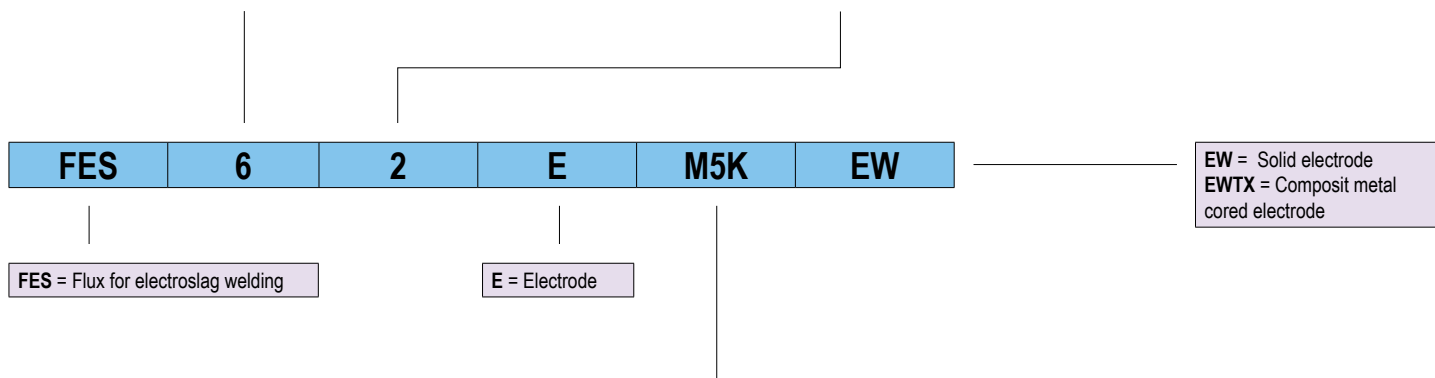 FES 6 2 E M5K EW
EW = Solid electrode
EWTX = Composit metal
cored electrode
FES = Flux for electroslag welding
E = Electrode